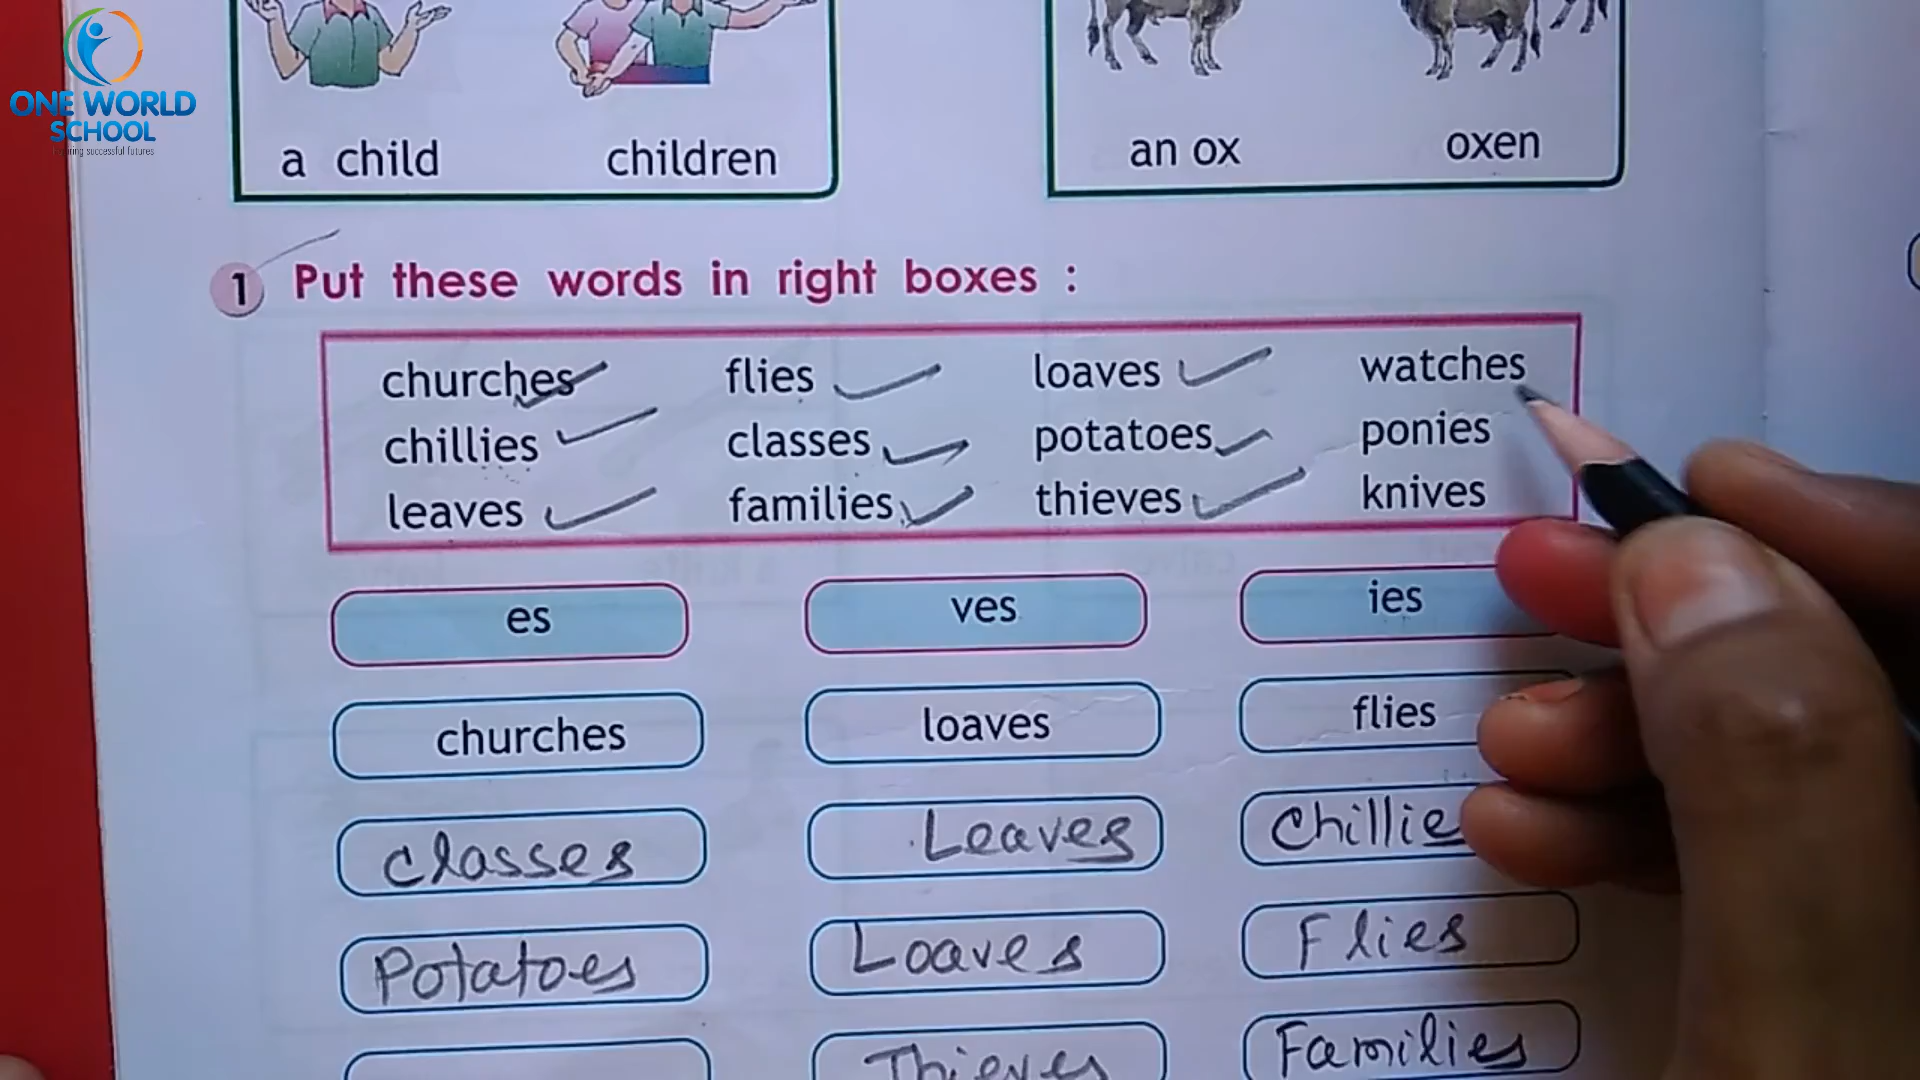 ONE WORLD
SCHOOL
a child children
an ox oxen
1 Put these words in right boxes :
churches flies loaves watches
chillies classes potatoes ponies
leaves families thieves knives
es ves ies
churches loaves flies
classes Leaves Chillie
Potatoes Loaves Flies
Thieves Families